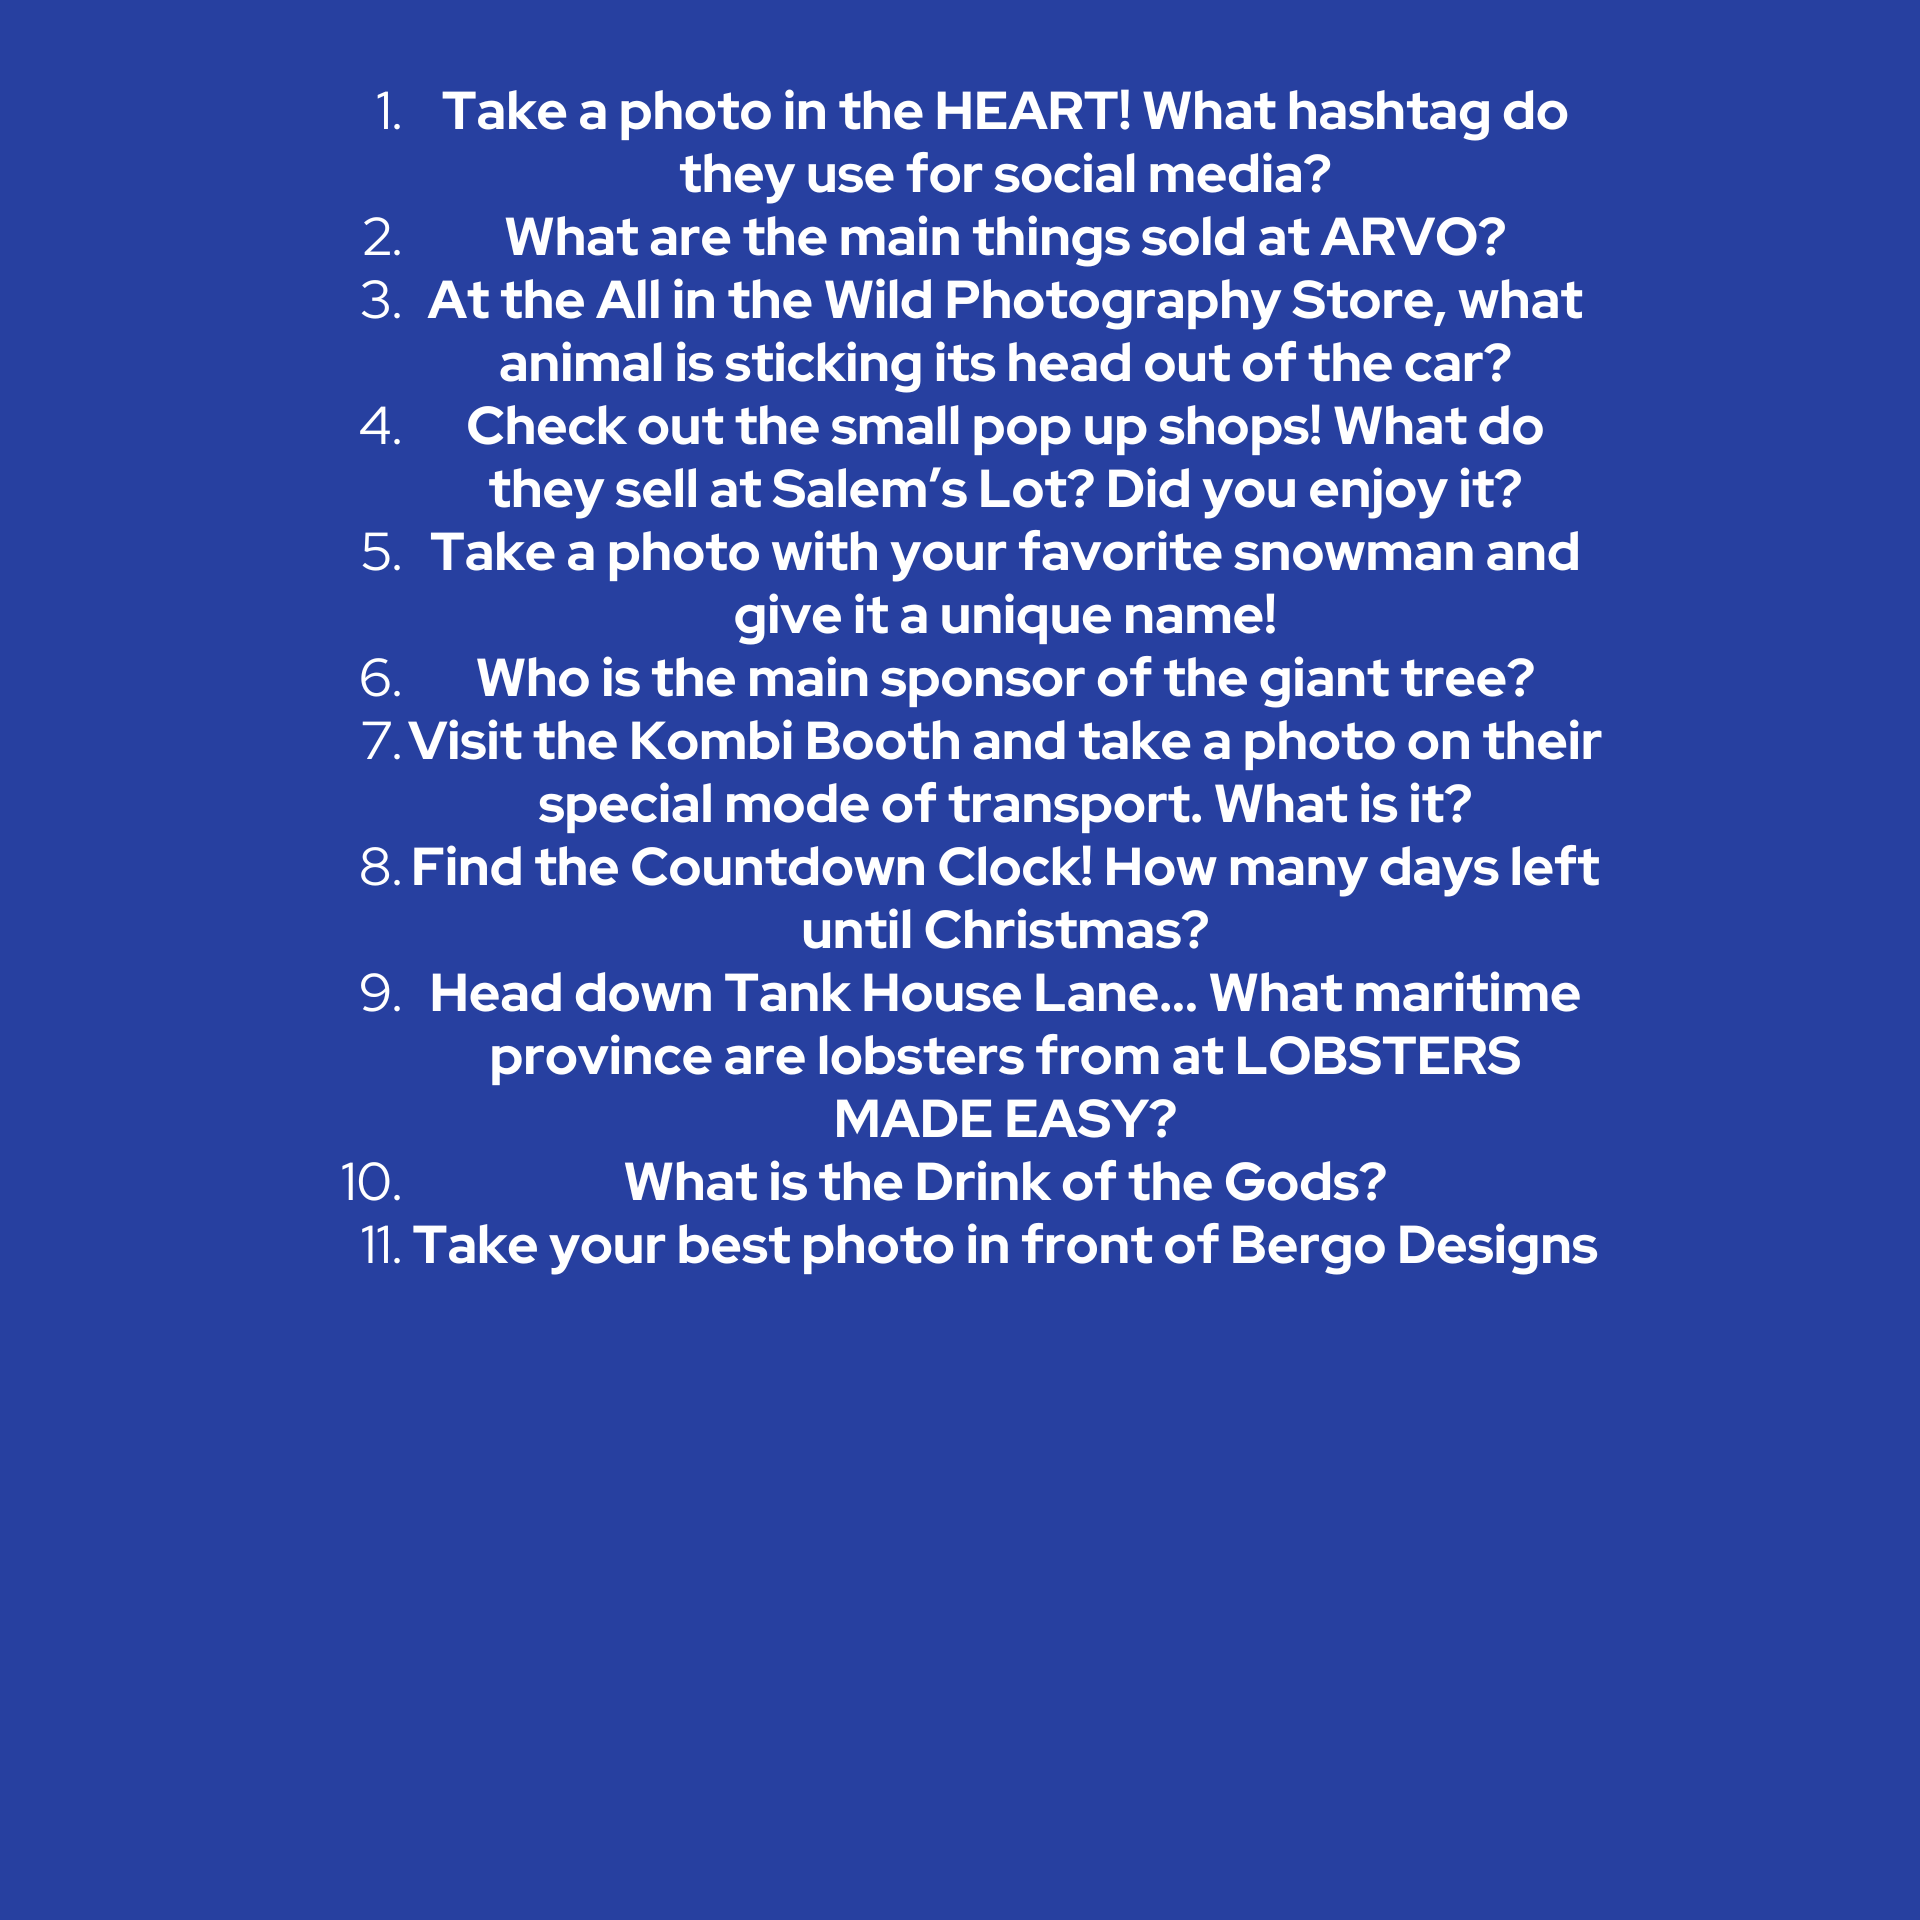 1. Take a photo in the HEART! What hashtag do
they use for social media?
2. What are the main things sold at ARVO?
3. At the All in the Wild Photography Store, what
animal is sticking its head out of the car?
4. Check out the small pop up shops! What do
they sell at Salem’s Lot? Did you enjoy it?
5. Take a photo with your favorite snowman and
give it a unique name!
6. Who is the main sponsor of the giant tree?
7. Visit the Kombi Booth and take a photo on their
special mode of transport. What is it?
8. Find the Countdown Clock! How many days left
until Christmas?
9. Head down Tank House Lane... What maritime
province are lobsters from at LOBSTERS
MADE EASY?
10. What is the Drink of the Gods?
11. Take your best photo in front of Bergo Designs